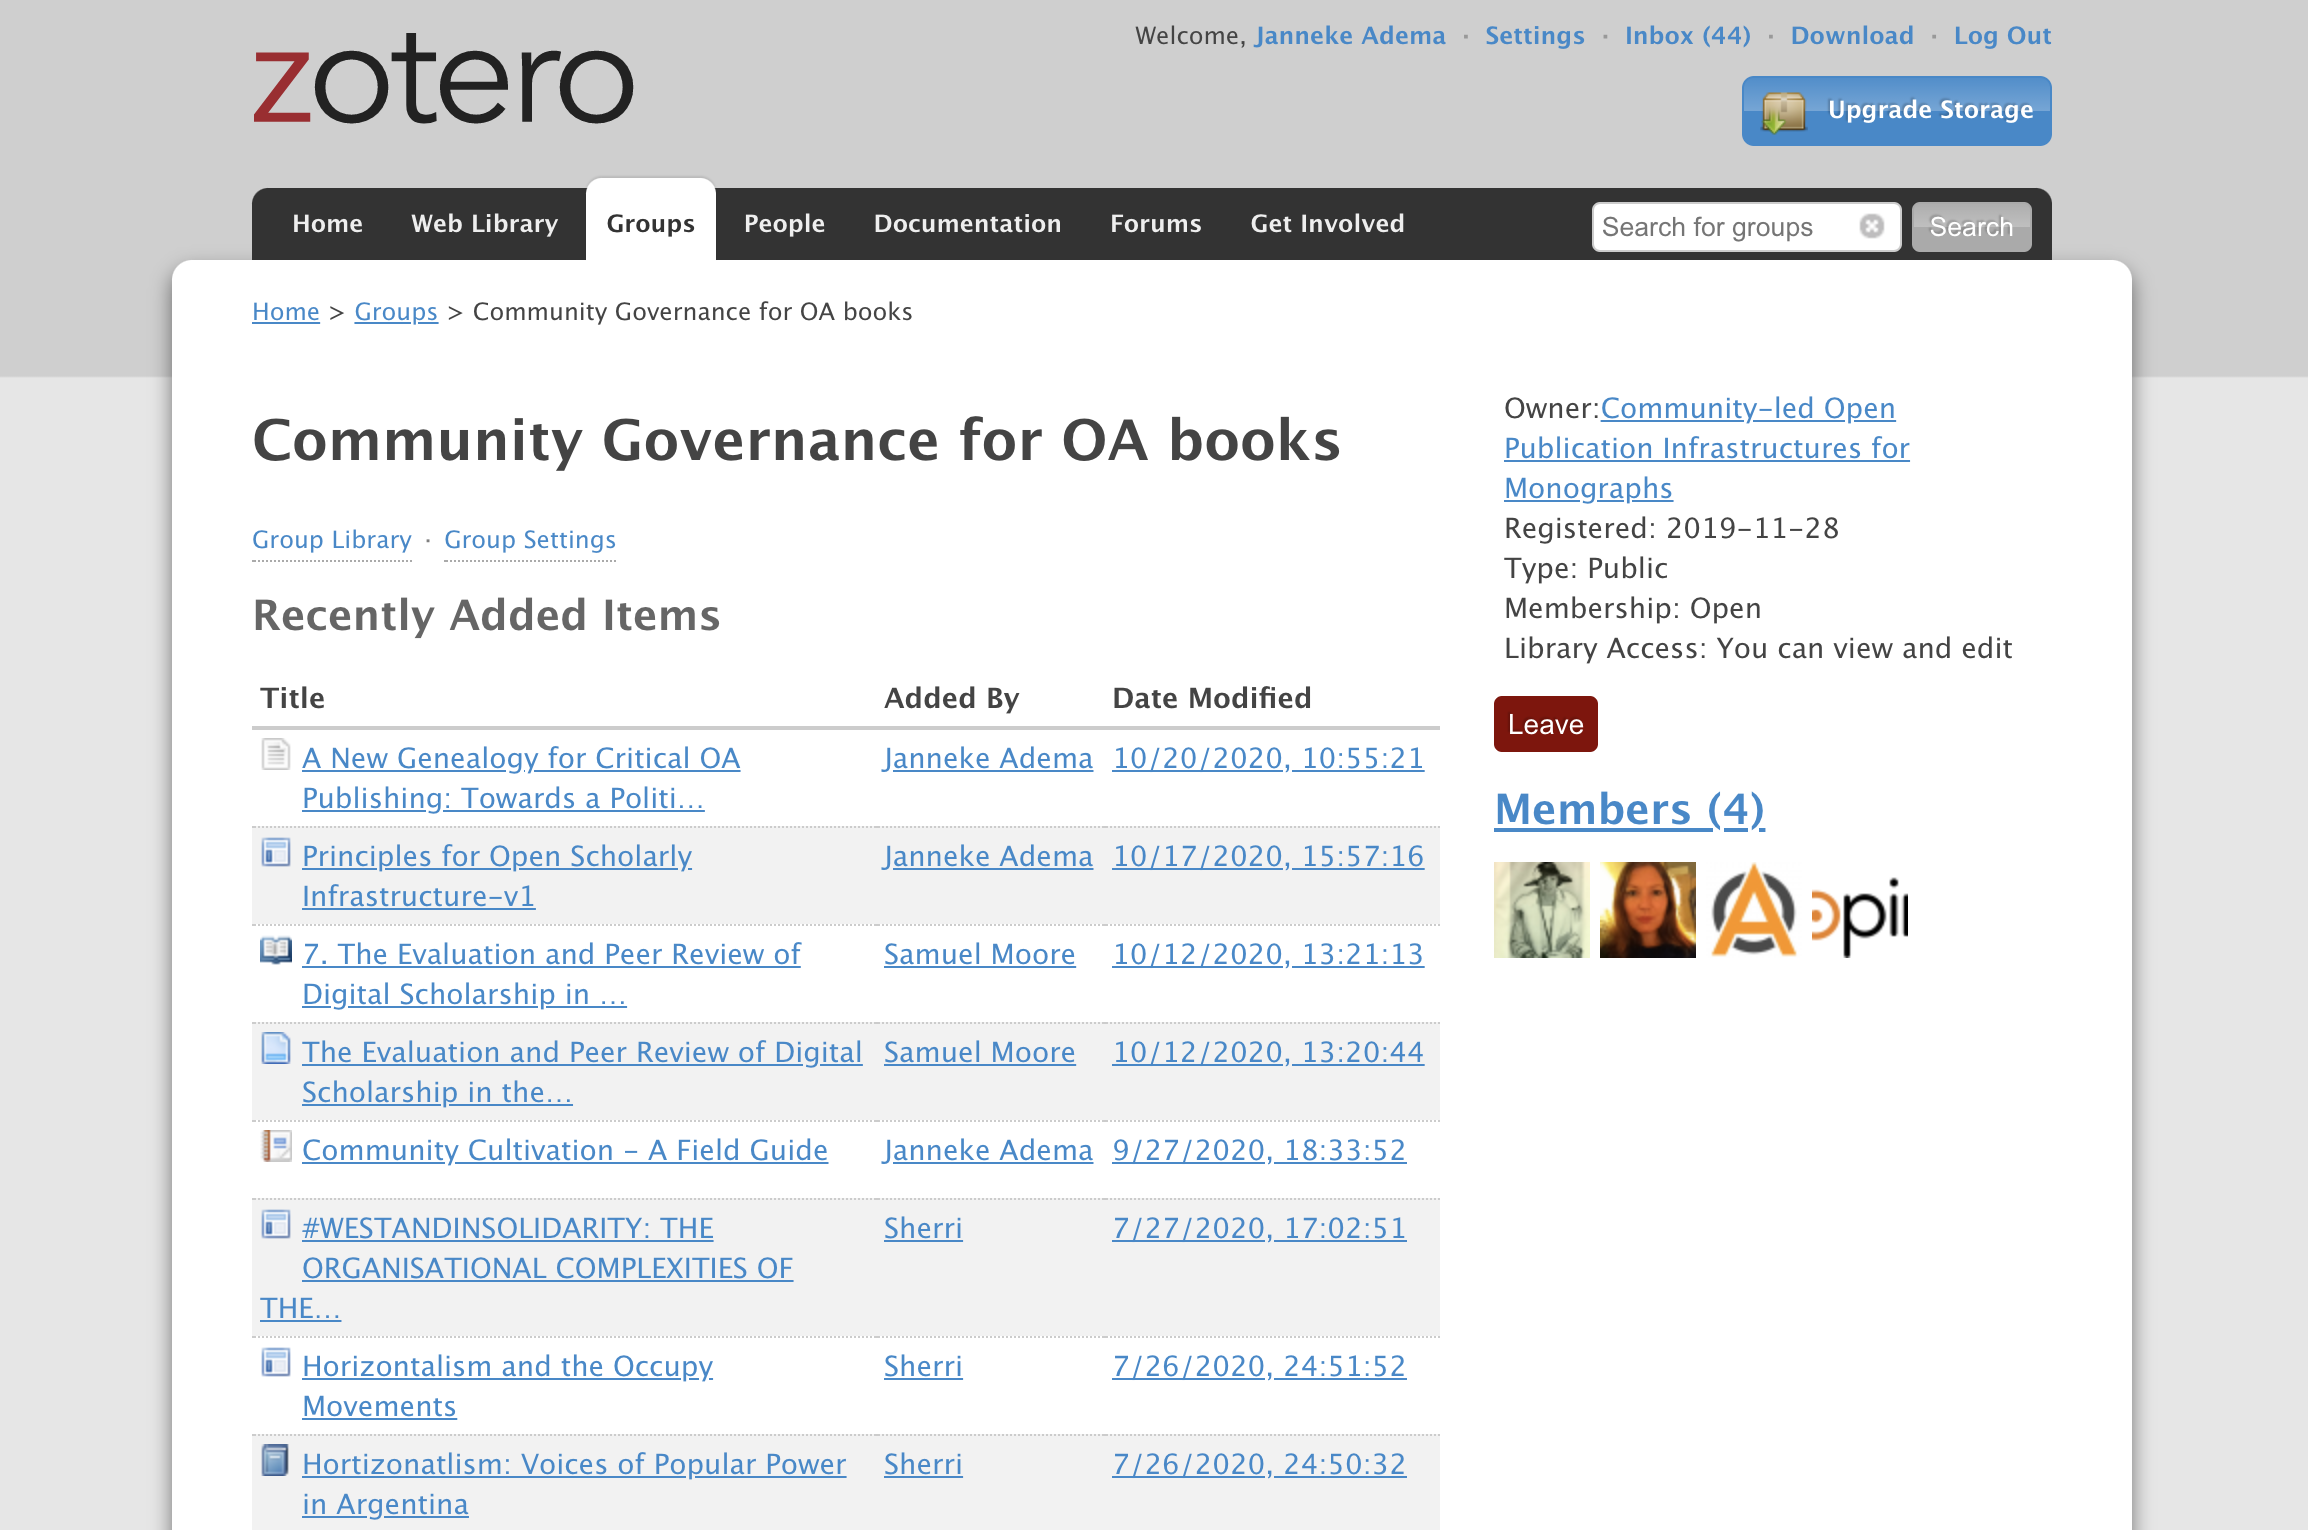 zotero
Welcome, Janneke Adema · Settings · Inbox (44) · Download · Log Out
Upgrade Storage
Home Web Library Groups People Documentation Forums Get Involved Search for groups Search
Home > Groups > Community Governance for OA books
Community Governance for OA books
Group Library · Group Settings
Recently Added Items
Title Added By Date Modified
A New Genealogy for Critical OA Janneke Adema 10/20/2020, 10:55:21
Publishing: Towards a Politi...
Principles for Open Scholarly Janneke Adema 10/17/2020, 15:57:16
Infrastructure-v1
7. The Evaluation and Peer Review of Samuel Moore 10/12/2020, 13:21:13
Digital Scholarship in ...
The Evaluation and Peer Review of Digital Samuel Moore 10/12/2020, 13:20:44
Scholarship in the...
Community Cultivation - A Field Guide Janneke Adema 9/27/2020, 18:33:52
#WESTANDINSOLIDARITY: THE Sherri 7/27/2020, 17:02:51
ORGANISATIONAL COMPLEXITIES OF
THE...
Horizontalism and the Occupy Sherri 7/26/2020, 24:51:52
Movements
Hortizonatlism: Voices of Popular Power Sherri 7/26/2020, 24:50:32
in Argentina
Owner:Community-led Open
Publication Infrastructures for
Monographs
Registered: 2019-11-28
Type: Public
Membership: Open
Library Access: You can view and edit
Leave
Members (4)